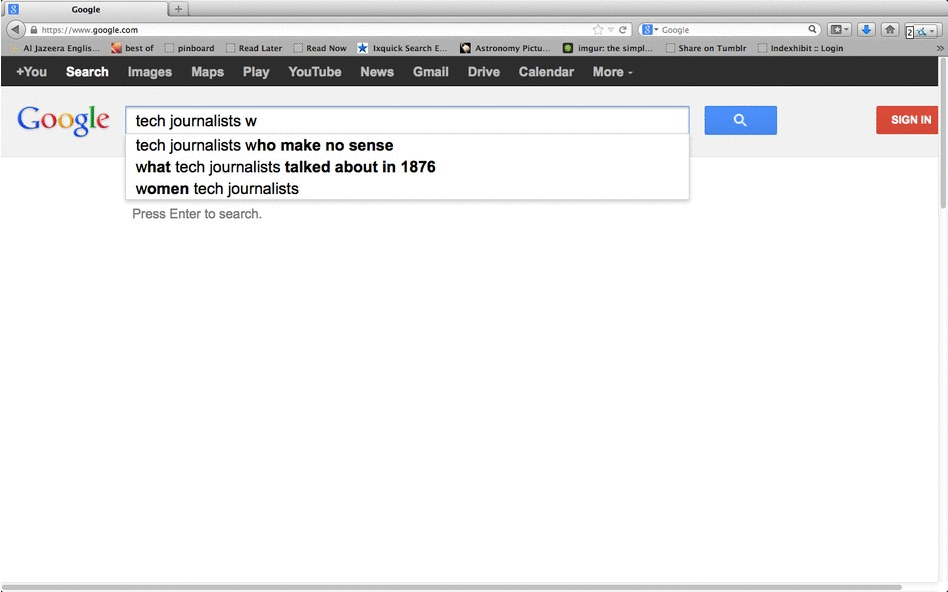 Google
https://www.google.com
Google
2
Al Jazeera Englis... best of pinboard Read Later Read Now Ixquick Search E... Astronomy Pictu... imgur: the simpl... Share on Tumblr Indexhibit :: Login
+You Search Images Maps Play YouTube News Gmail Drive Calendar More
Google
tech journalists w
SIGN IN
tech journalists who make no sense
what tech journalists talked about in 1876
women tech journalists
Press Enter to search.